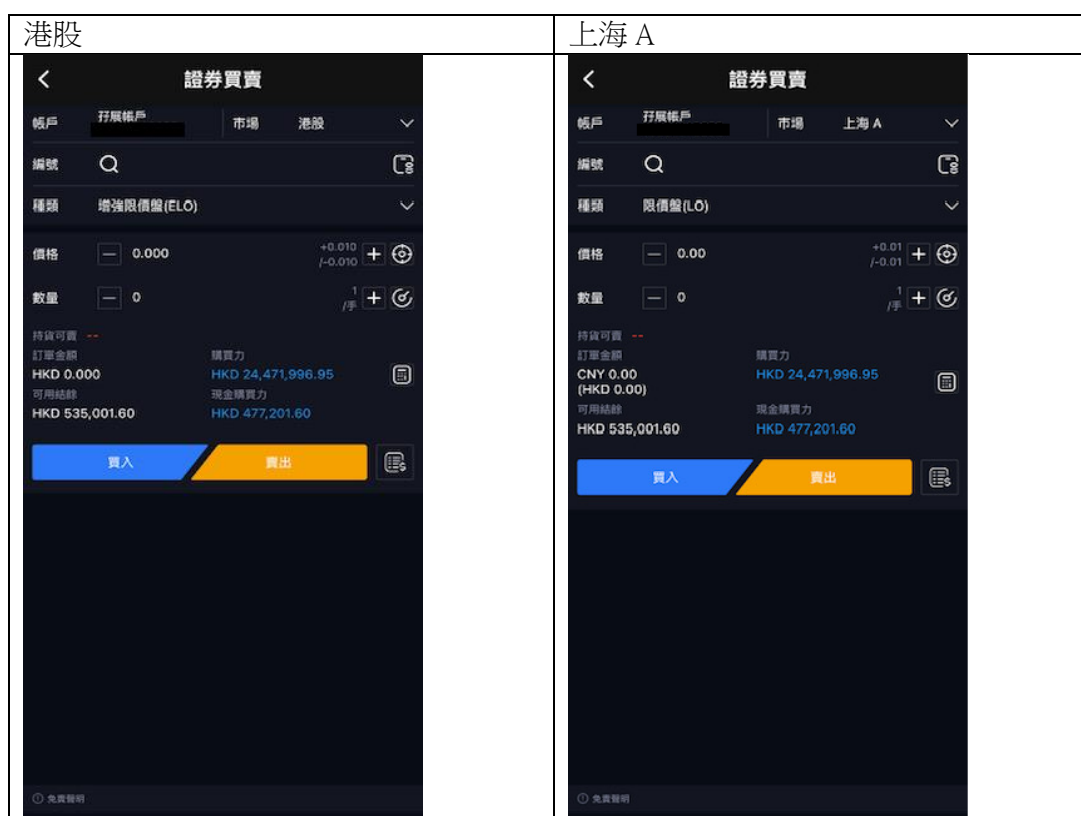 港股
證券買賣
帳戶 孖展帳戶 市場 港股
編號
種類 增強限價盤(ELO)
價格 — 0.000 +0.010 /-0.010 +
數量 — 0 1 /手 +
持貨可賣 --
訂單金額 購買力
HKD 0.000 HKD 24,471,996.95
可用結餘 現金購買力
HKD 535,001.60 HKD 477,201.60
買入 賣出
免責聲明
上海 A
證券買賣
帳戶 孖展帳戶 市場 上海 A
編號
種類 限價盤(LO)
價格 — 0.00 +0.01 /-0.01 +
數量 — 0 1 /手 +
持貨可賣 --
訂單金額 購買力
CNY 0.00 HKD 24,471,996.95
(HKD 0.00)
可用結餘 現金購買力
HKD 535,001.60 HKD 477,201.60
買入 賣出
免責聲明